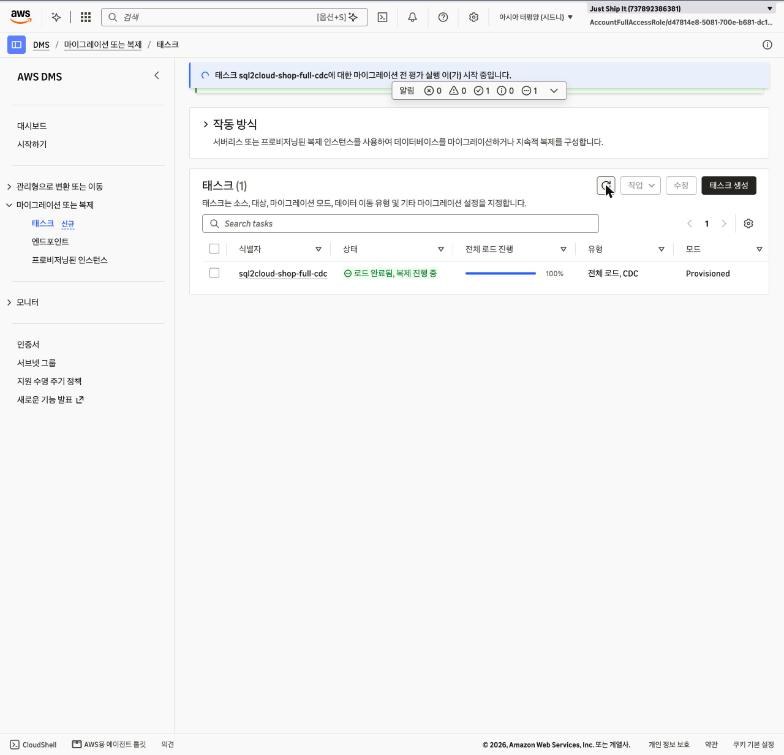 aws
검색
[옵션+S]
아시아 태평양 (시드니) ▼
Just Ship It (737892386381)
AccountFullAccessRole/d47814e8-5081-700e-b681-dc1...
DMS / 마이그레이션 또는 복제 / 태스크
AWS DMS
대시보드
시작하기
관리형으로 변환 또는 이동
마이그레이션 또는 복제
태스크 신규
엔드포인트
프로비저닝된 인스턴스
모니터
인증서
서브넷 그룹
지원 수명 주기 정책
새로운 기능 발표
태스크 sql2cloud-shop-full-cdc에 대한 마이그레이션 전 평가 실행 이(가) 시작 중입니다.
알림 0 0 1 0 1
작동 방식
서버리스 또는 프로비저닝된 복제 인스턴스를 사용하여 데이터베이스를 마이그레이션하거나 지속적 복제를 구성합니다.
태스크 (1)
작업
수정
태스크 생성
태스크는 소스, 대상, 마이그레이션 모드, 데이터 이동 유형 및 기타 마이그레이션 설정을 지정합니다.
Search tasks
1
식별자 상태 전체 로드 진행 유형 모드
sql2cloud-shop-full-cdc 로드 완료됨, 복제 진행 중 100% 전체 로드, CDC Provisioned
CloudShell
AWS용 에이전트 툴킷
의견
© 2026, Amazon Web Services, Inc. 또는 계열사.
개인 정보 보호
약관
쿠키 기본 설정